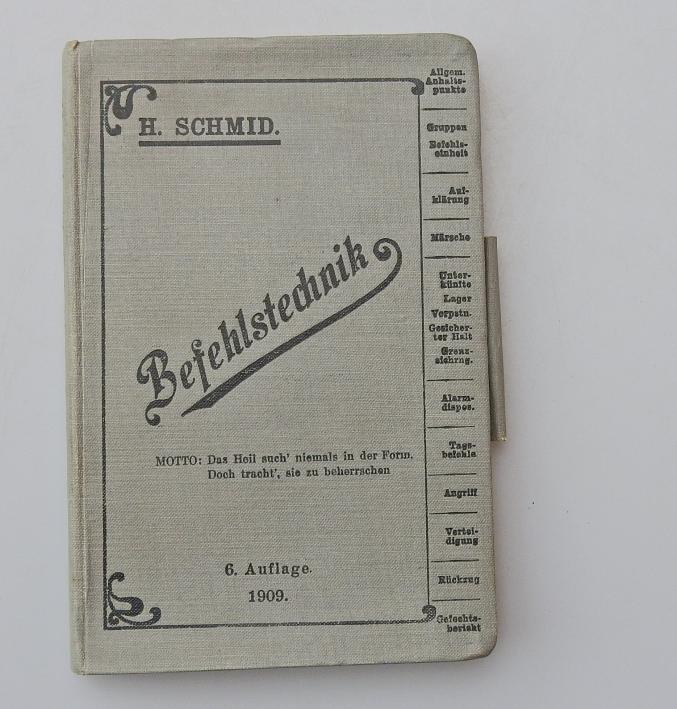 H. SCHMID.
Befehlstechnik
MOTTO: Das Heil such' niemals in der Form.
Doch tracht', sie zu beherrschen
6. Auflage.
1909.
Allgem.
Anhalts-
punkte
Gruppen
Befehls-
einheit
Auf-
klärung
Märsche
Unter-
künfte
Lager
Verpstn.
Gesicher-
ter Halt
Grenz-
sichrng.
Alarm-
dispos.
Tags-
befehle
Angriff
Vertei-
digung
Rückzug
Gefechts-
bericht